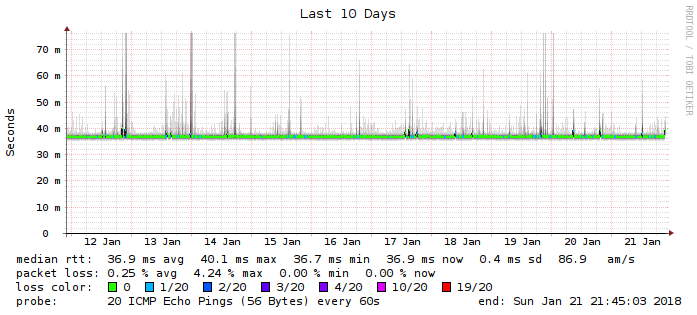 Last 10 Days
RRDTOOL / TOBI OETIKER
Seconds
70 m
60 m
50 m
40 m
30 m
20 m
10 m
0
12 Jan 13 Jan 14 Jan 15 Jan 16 Jan 17 Jan 18 Jan 19 Jan 20 Jan 21 Jan
median rtt: 36.9 ms avg 40.1 ms max 36.7 ms min 36.9 ms now 0.4 ms sd 86.9 am/s
packet loss: 0.25 % avg 4.24 % max 0.00 % min 0.00 % now
loss color: 0 1/20 2/20 3/20 4/20 10/20 19/20
probe: 20 ICMP Echo Pings (56 Bytes) every 60s end: Sun Jan 21 21:45:03 2018